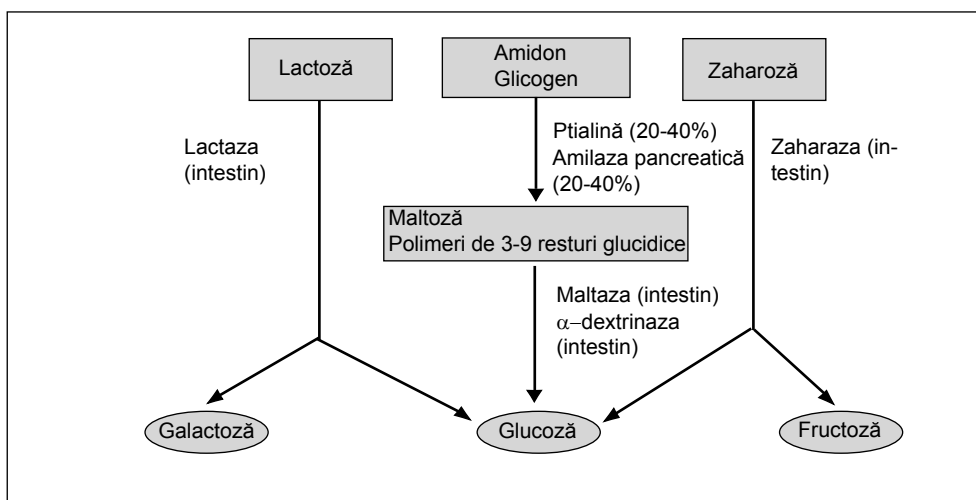 Lactoză
Amidon
Glicogen
Zaharoză
Lactaza
(intestin)
Ptialină (20-40%)
Amilaza pancreatică
(20-40%)
Zaharaza (in-
testin)
Maltoză
Polimeri de 3-9 resturi glucidice
Maltaza (intestin)
α–dextrinaza
(intestin)
Galactoză
Glucoză
Fructoză